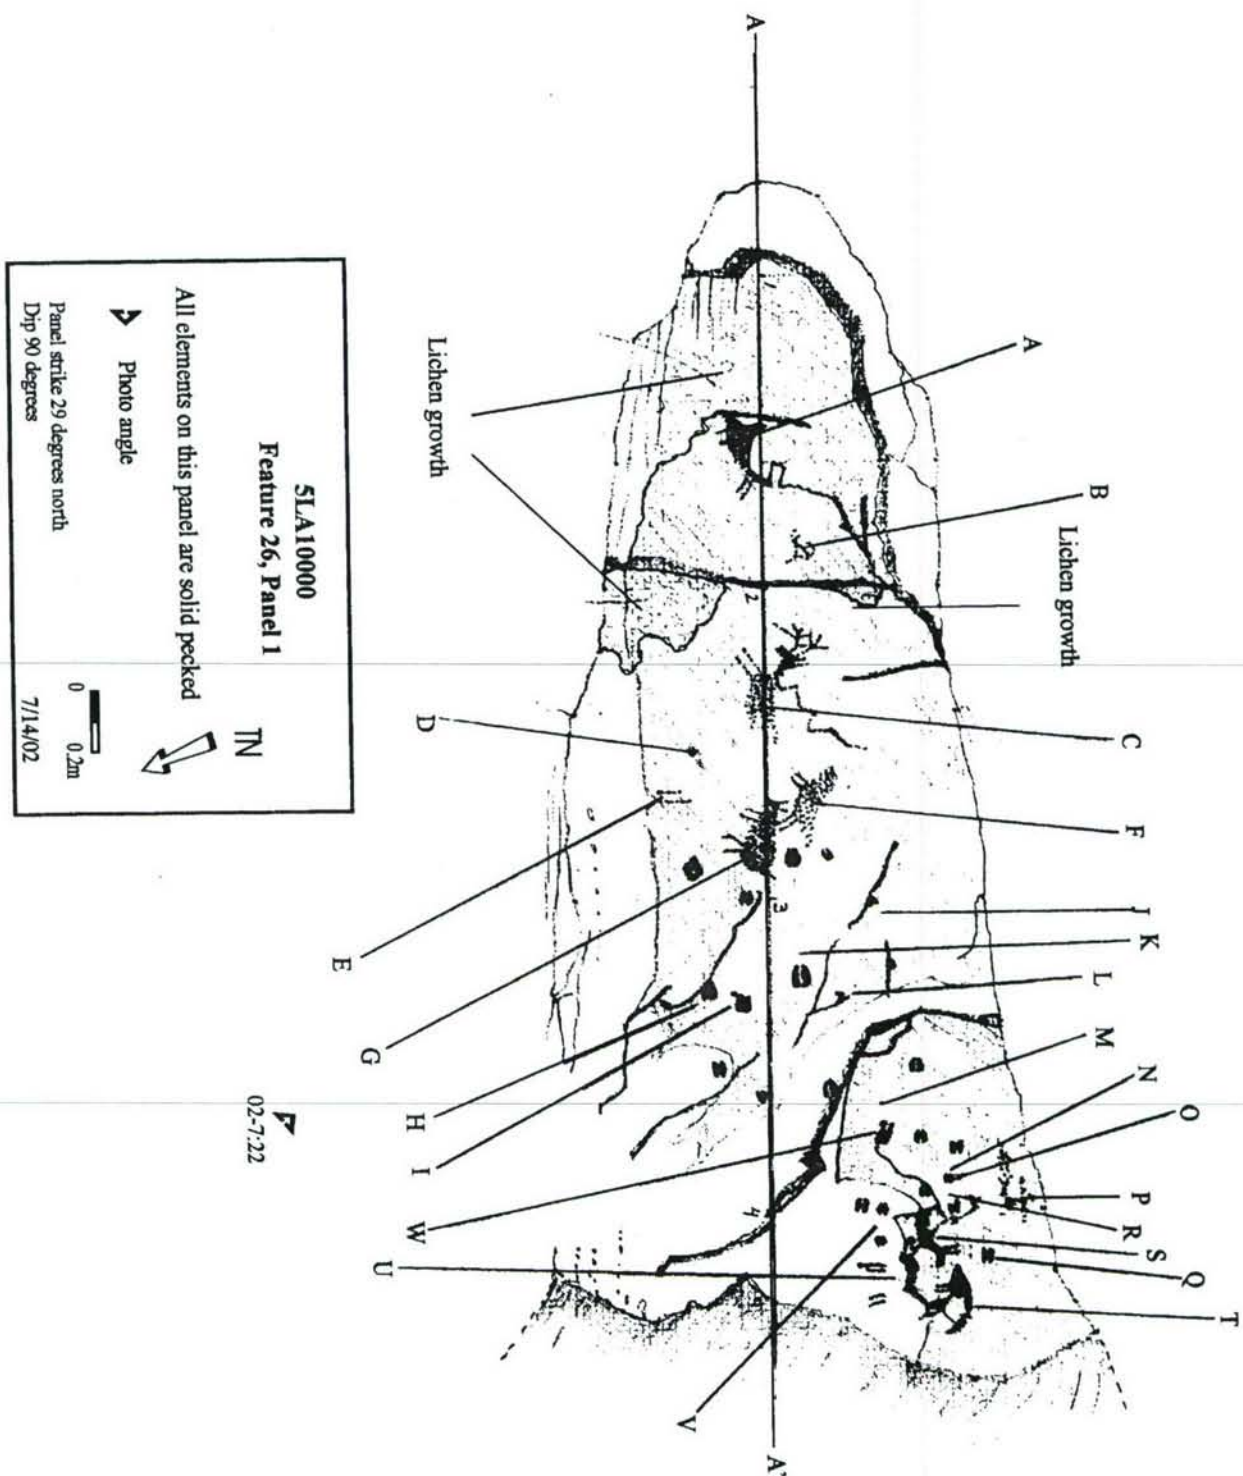 A
A
B
Lichen growth
C
F
J
K
L
M
N
O
P
R
S
Q
T
A'
2
3
4
Lichen growth
D
E
G
H
I
W
U
V
02-7:22
5LA10000
Feature 26, Panel 1
All elements on this panel are solid pecked
Photo angle
TN
Panel strike 29 degrees north
Dip 90 degrees
0 0.2m
7/14/02